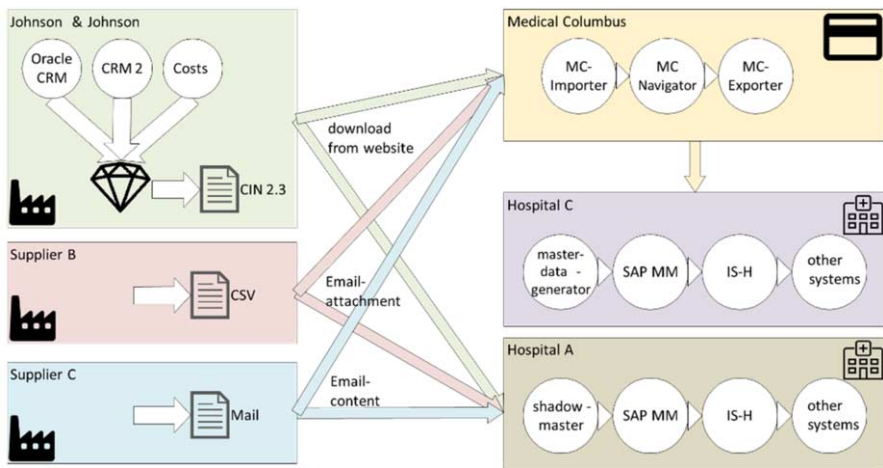 Johnson & Johnson
Oracle
CRM
CRM 2
Costs
CIN 2.3
Supplier B
CSV
Supplier C
Mail
download
from website
Email-
attachment
Email-
content
Medical Columbus
MC-
Importer
MC
Navigator
MC-
Exporter
Hospital C
master-
data -
generator
SAP MM
IS-H
other
systems
Hospital A
shadow -
master
SAP MM
IS-H
other
systems